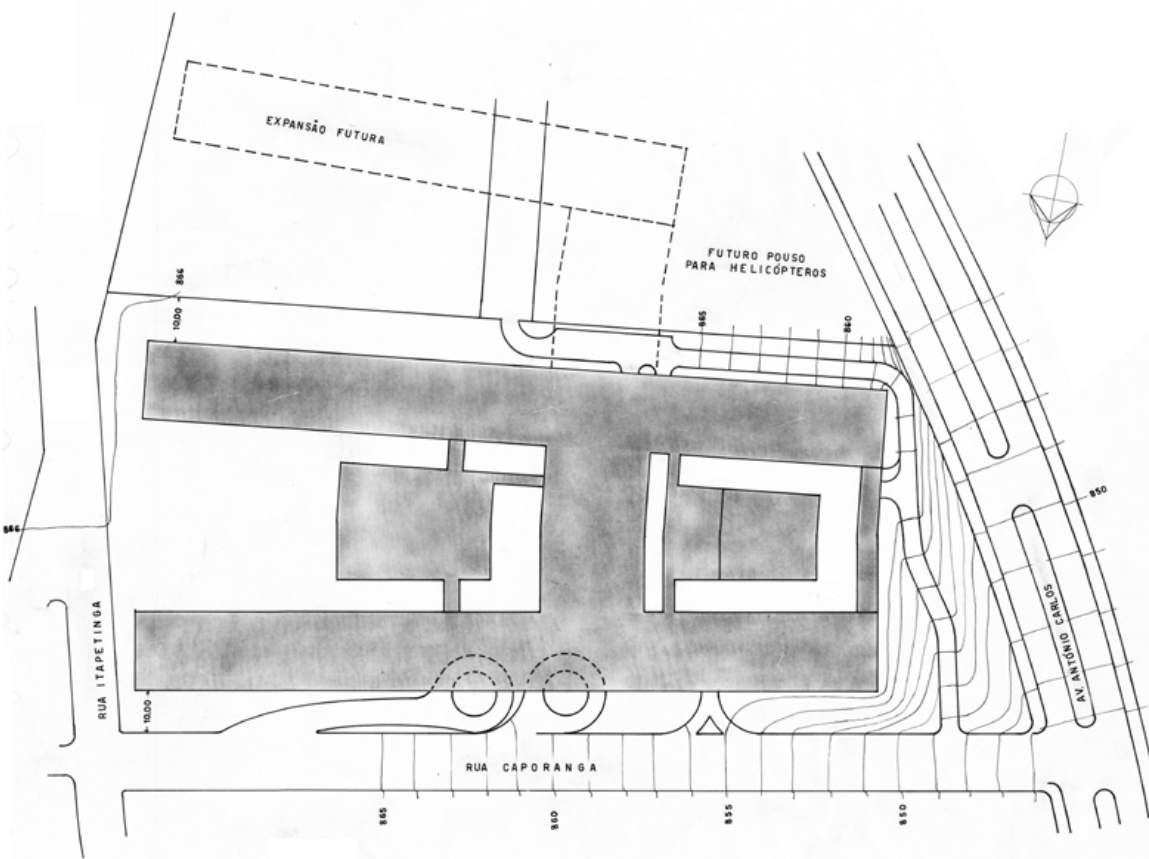 EXPANSÃO FUTURA
FUTURO POUSO
PARA HELICÓPTEROS
866
10.00
865
860
850
866
RUA ITAPETINGA
10.00
AV. ANTÓNIO CARLOS
RUA CAPORANGA
865
860
855
850